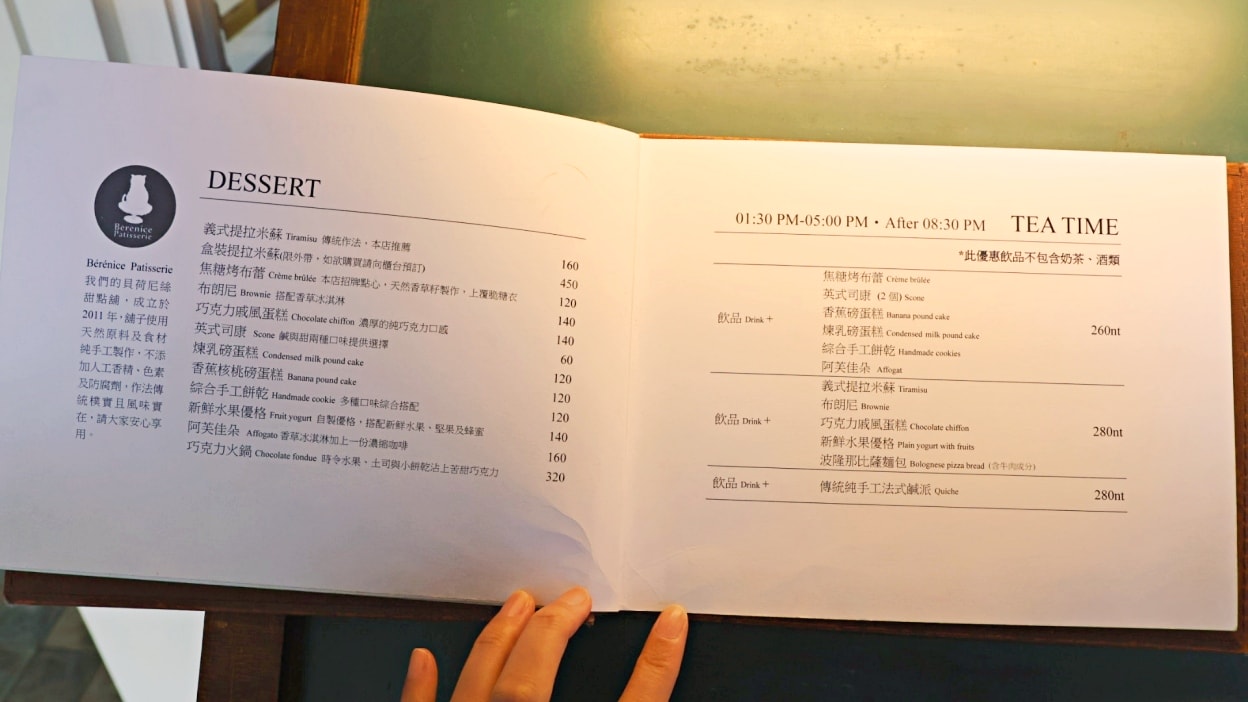 Bérénice
Patisserie
Bérénice Patisserie
我們的貝荷尼絲
甜點舖，成立於
2011年，舖子使用
天然原料及食材
純手工製作，不添
加人工香精、色素
及防腐劑，作法傳
統樸實且風味實
在，請大家安心享
用。
DESSERT
義式提拉米蘇 Tiramisu 傳統作法，本店推薦 160
盒裝提拉米蘇(限外帶，如欲購買請向櫃台預訂) 450
焦糖烤布蕾 Crème brûlée 本店招牌點心，天然香草籽製作，上覆脆糖衣 120
布朗尼 Brownie 搭配香草冰淇淋 140
巧克力戚風蛋糕 Chocolate chiffon 濃厚的純巧克力口感 140
英式司康 Scone 鹹與甜兩種口味提供選擇 60
煉乳磅蛋糕 Condensed milk pound cake 120
香蕉核桃磅蛋糕 Banana pound cake 120
綜合手工餅乾 Handmade cookie 多種口味綜合搭配 120
新鮮水果優格 Fruit yogurt 自製優格，搭配新鮮水果、堅果及蜂蜜 140
阿芙佳朵 Affogato 香草冰淇淋加上一份濃縮咖啡 160
巧克力火鍋 Chocolate fondue 時令水果、土司與小餅乾沾上苦甜巧克力 320
01:30 PM-05:00 PM・After 08:30 PM TEA TIME
*此優惠飲品不包含奶茶、酒類
焦糖烤布蕾 Crème brûlée
英式司康 (2個) Scone
飲品 Drink + 香蕉磅蛋糕 Banana pound cake
煉乳磅蛋糕 Condensed milk pound cake 260nt
綜合手工餅乾 Handmade cookies
阿芙佳朵 Affogat
義式提拉米蘇 Tiramisu
布朗尼 Brownie
飲品 Drink + 巧克力戚風蛋糕 Chocolate chiffon 280nt
新鮮水果優格 Plain yogurt with fruits
波隆那比薩麵包 Bolognese pizza bread (含牛肉成分)
飲品 Drink + 傳統純手工法式鹹派 Quiche 280nt